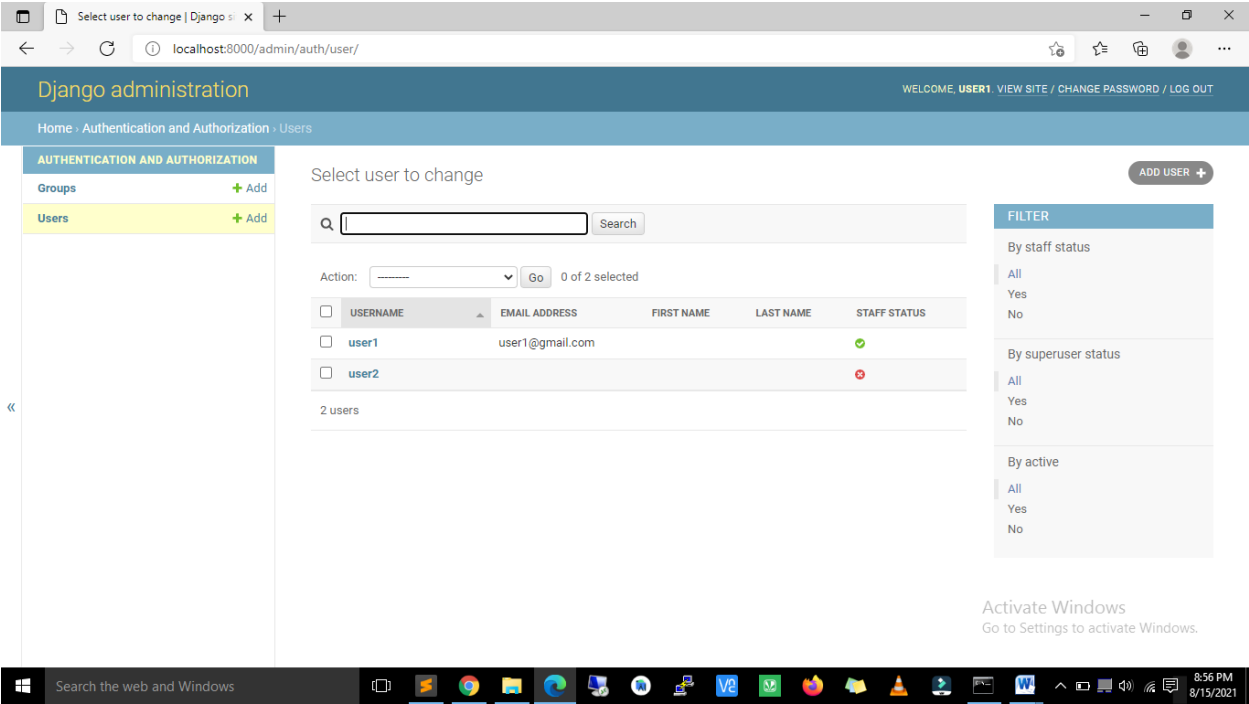 Select user to change | Django si
localhost:8000/admin/auth/user/
Django administration
WELCOME, USER1. VIEW SITE / CHANGE PASSWORD / LOG OUT
Home › Authentication and Authorization › Users
AUTHENTICATION AND AUTHORIZATION
Groups + Add
Users + Add
Select user to change
ADD USER +
Search
Action: --------- Go 0 of 2 selected
USERNAME EMAIL ADDRESS FIRST NAME LAST NAME STAFF STATUS
user1 user1@gmail.com
user2
2 users
FILTER
By staff status
All
Yes
No
By superuser status
All
Yes
No
By active
All
Yes
No
Activate Windows
Go to Settings to activate Windows.
Search the web and Windows
8:56 PM
8/15/2021